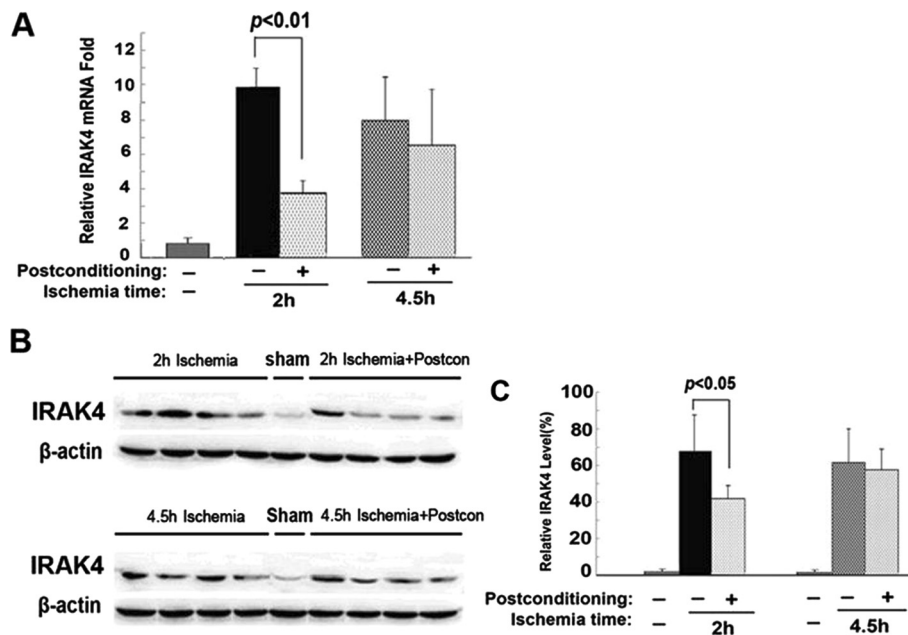 A
p<0.01
Relative IRAK4 mRNA Fold
12
10
8
6
4
2
0
Postconditioning: – – + – +
Ischemia time: – 2h 4.5h
B
2h Ischemia sham 2h Ischemia+Postcon
IRAK4
β-actin
4.5h Ischemia Sham 4.5h Ischemia+Postcon
IRAK4
β-actin
C
p<0.05
Relative IRAK4 Level(%)
100
80
60
40
20
0
Postconditioning: – – + – – +
Ischemia time: – 2h – 4.5h